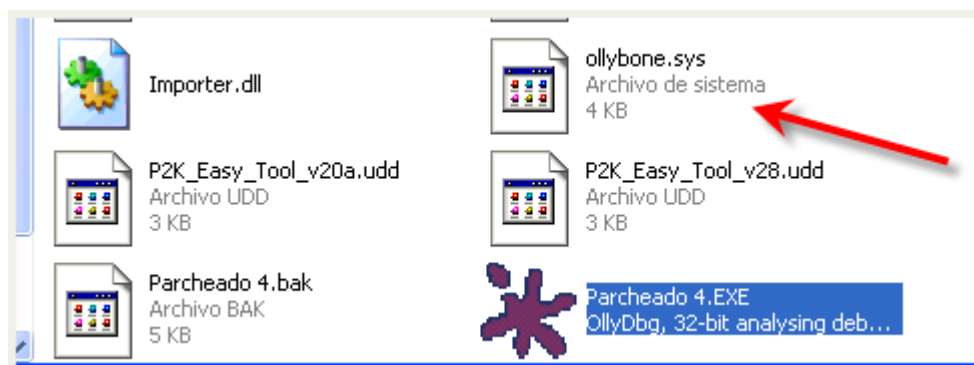 Importer.dll
ollybone.sys
Archivo de sistema
4 KB
P2K_Easy_Tool_v20a.udd
Archivo UDD
3 KB
P2K_Easy_Tool_v28.udd
Archivo UDD
3 KB
Parcheado 4.bak
Archivo BAK
5 KB
Parcheado 4.EXE
OllyDbg, 32-bit analysing deb...